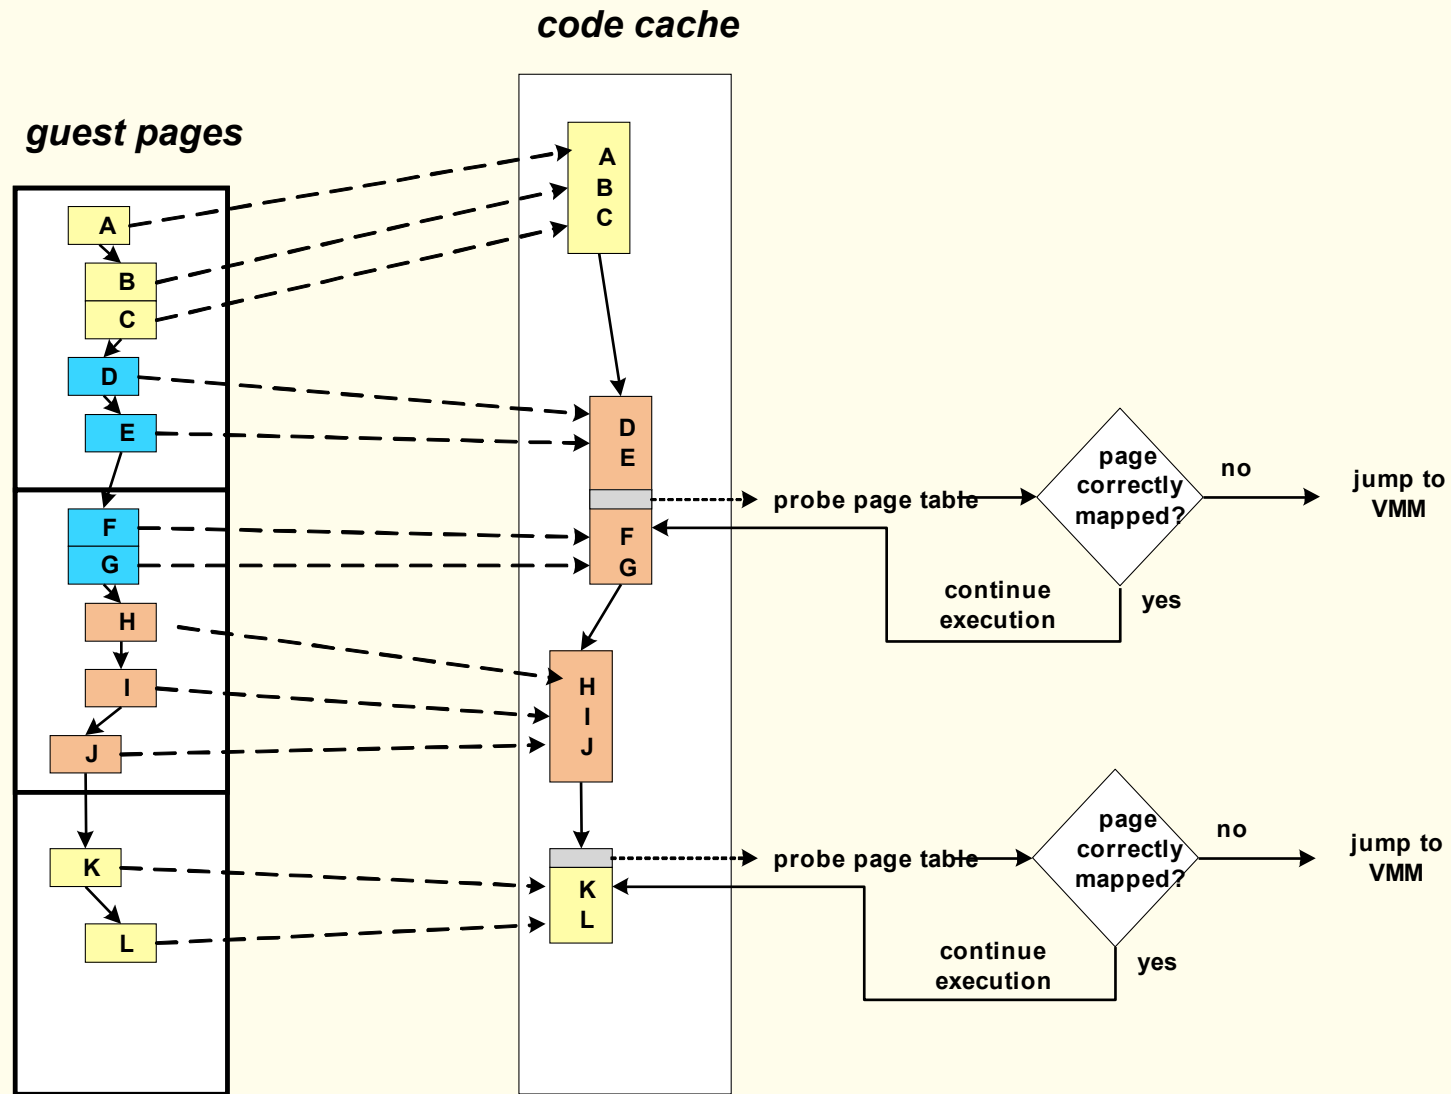 code cache
guest pages
A
B
C
D
E
F
G
H
I
J
K
L
A
B
C
D
E
F
G
H
I
J
K
L
probe page table
page
correctly
mapped?
no
jump to
VMM
continue
execution
yes
probe page table
page
correctly
mapped?
no
jump to
VMM
continue
execution
yes